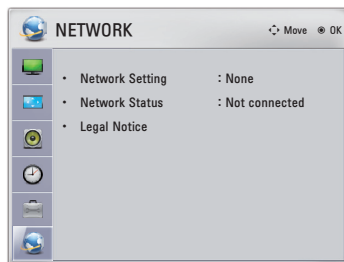 NETWORK
Move OK
• Network Setting : None
• Network Status : Not connected
• Legal Notice